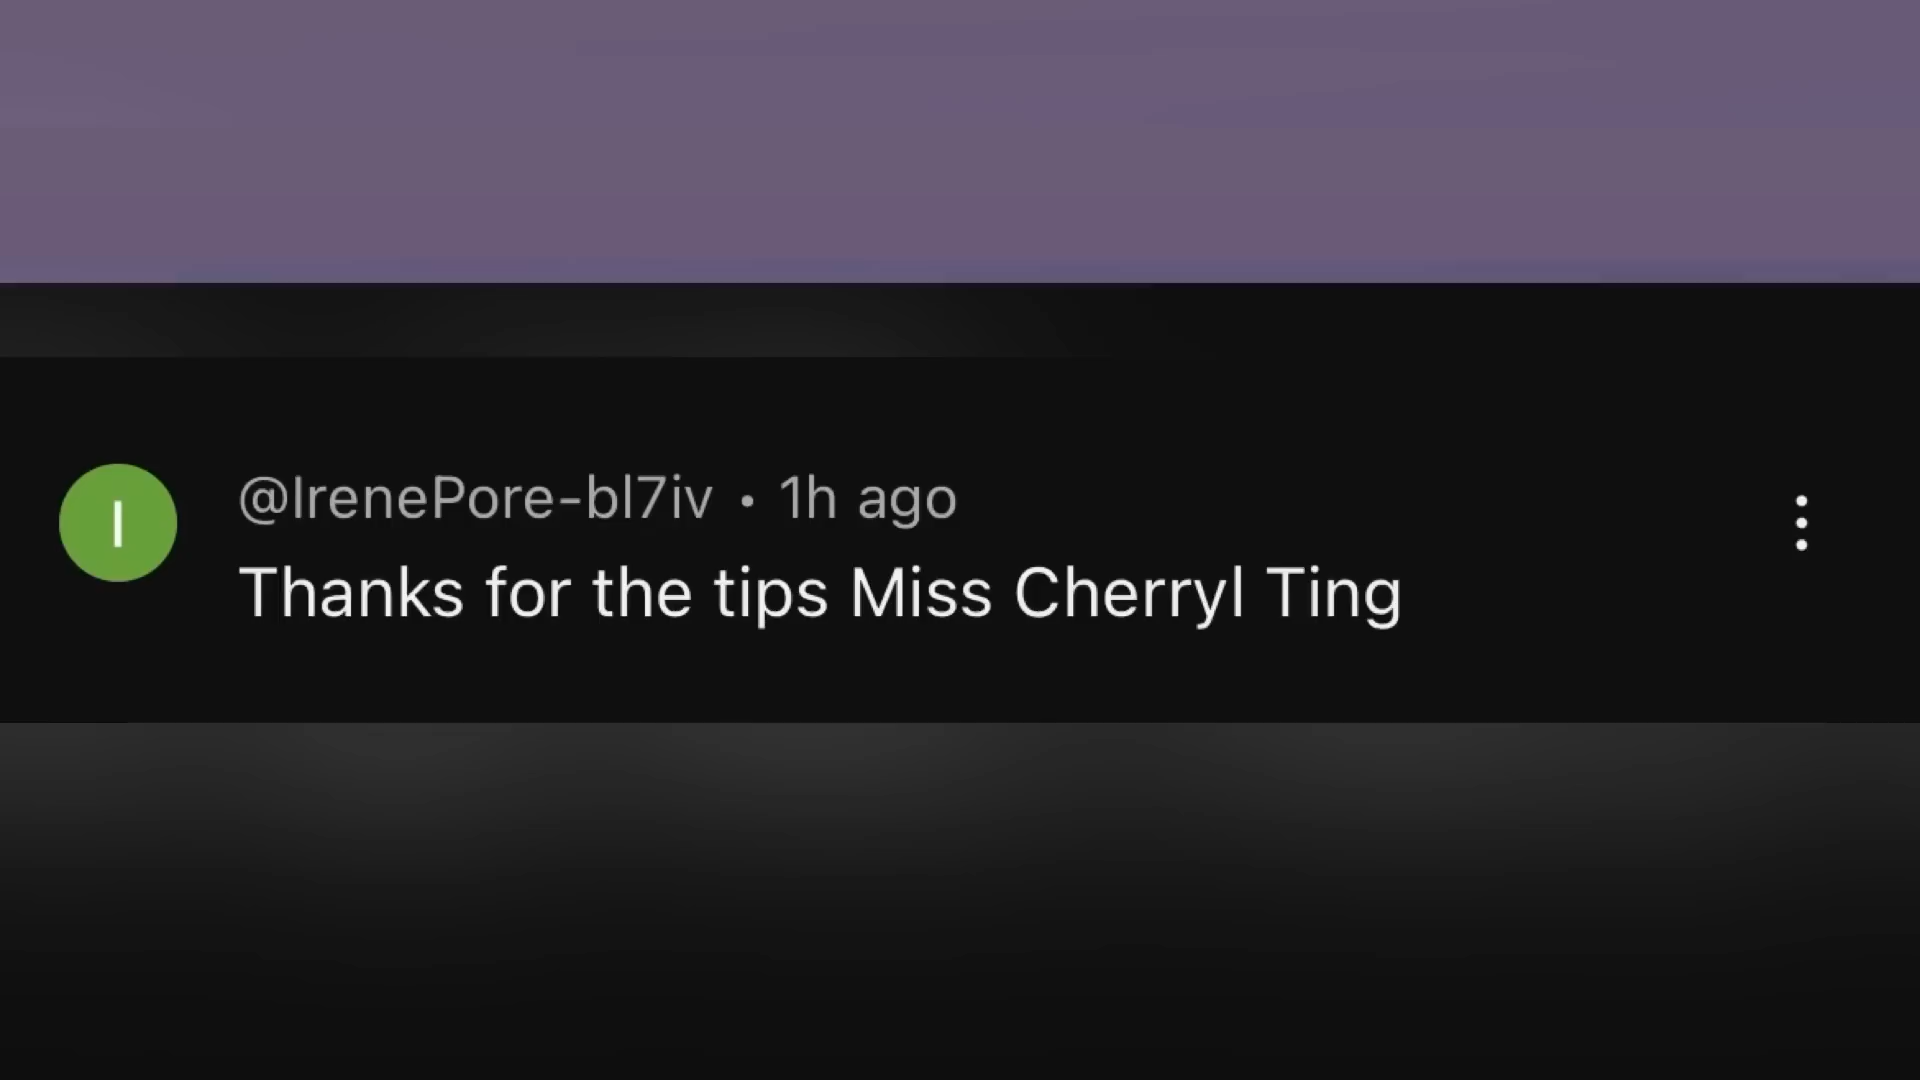 I
@IrenePore-bl7iv • 1h ago
Thanks for the tips Miss Cherryl Ting